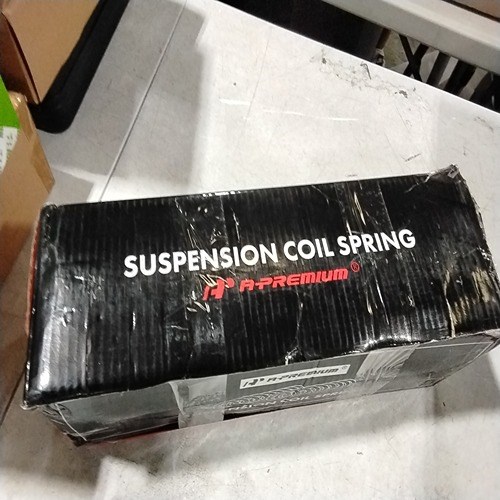 SUSPENSION COIL SPRING
A-PREMIUM®
A-PREMIUM